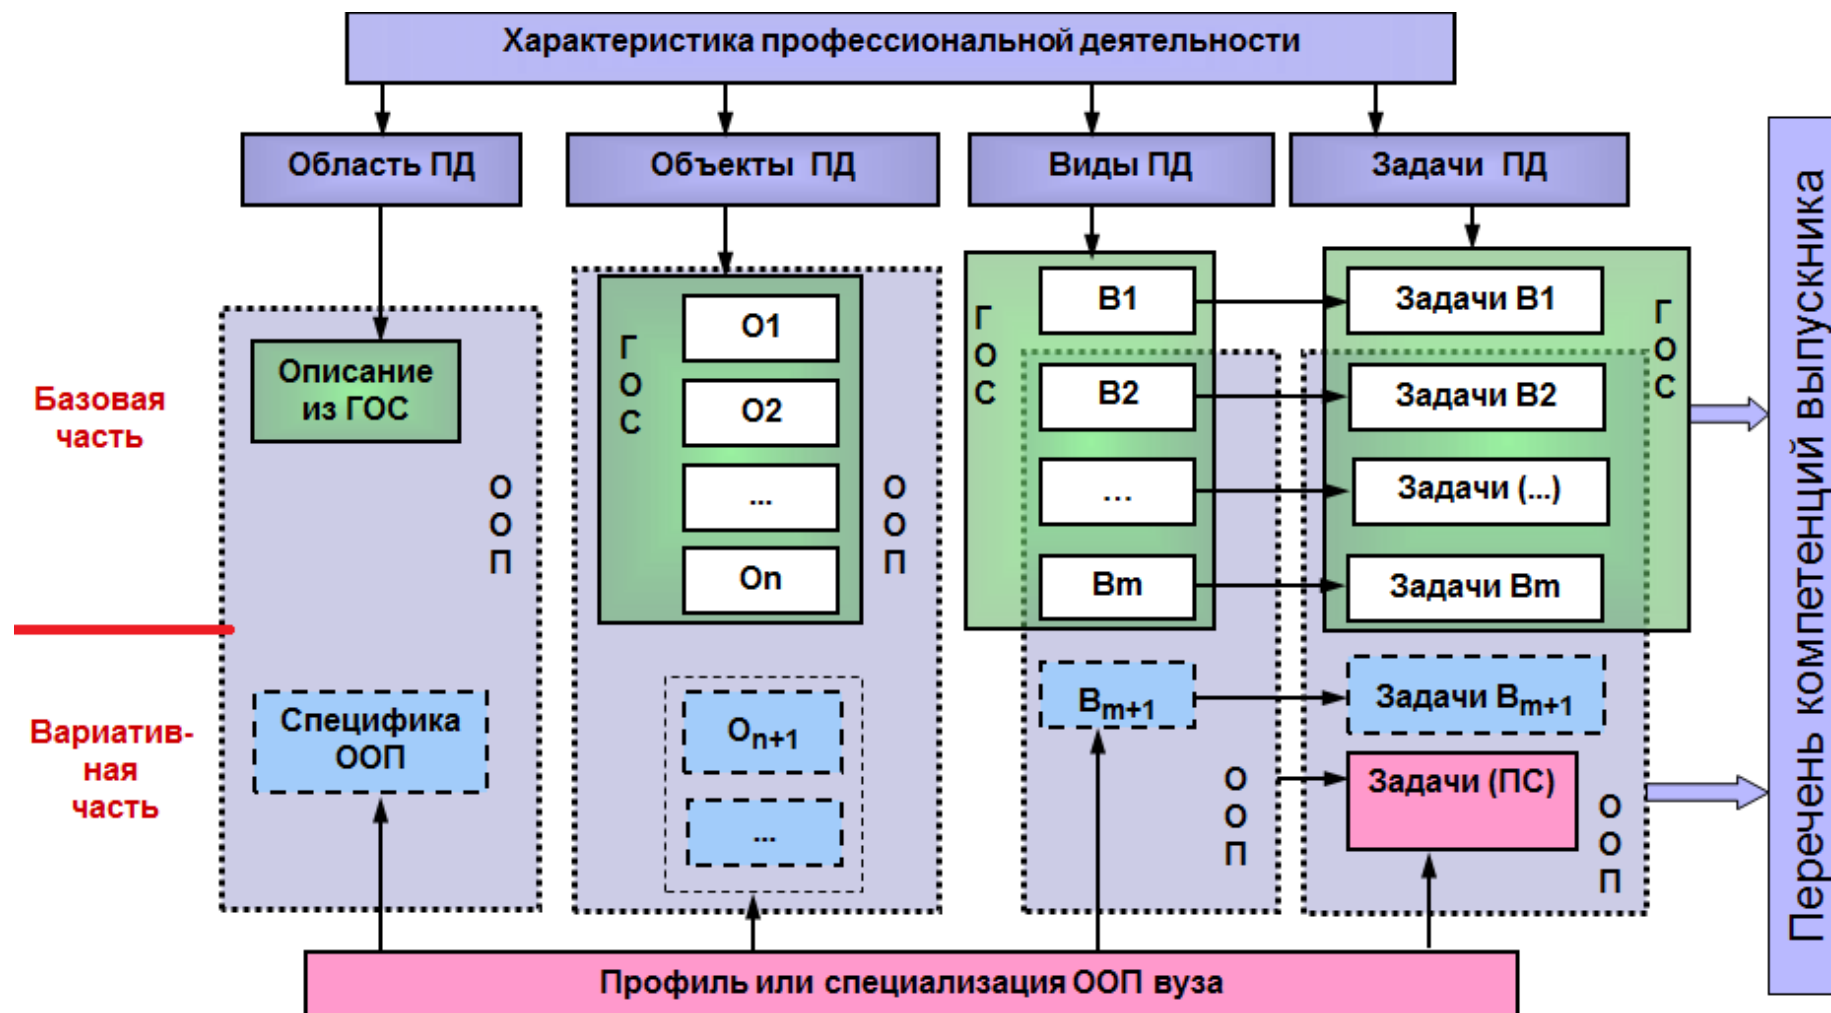 Характеристика профессиональной деятельности
Область ПД
Объекты ПД
Виды ПД
Задачи ПД
Базовая
часть
Вариатив-
ная
часть
Описание
из ГОС
О
О
П
Специфика
ООП
Г
О
С
О1
О2
...
Оn
О
О
П
Оn+1
...
Г
О
С
В1
В2
...
Вm
Вm+1
О
О
П
Задачи В1
Задачи В2
Задачи (...)
Задачи Вm
Г
О
С
Задачи Вm+1
Задачи (ПС)
О
О
П
Перечень компетенций выпускника
Профиль или специализация ООП вуза